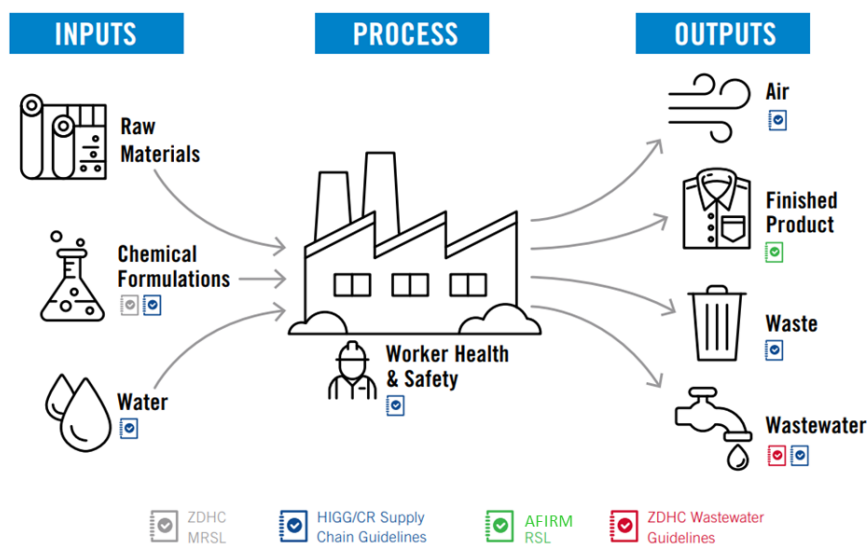 INPUTS
PROCESS
OUTPUTS
Raw
Materials
Chemical
Formulations
Water
Worker Health
& Safety
Air
Finished
Product
Waste
Wastewater
ZDHC
MRSL
HIGG/CR Supply
Chain Guidelines
AFIRM
RSL
ZDHC Wastewater
Guidelines